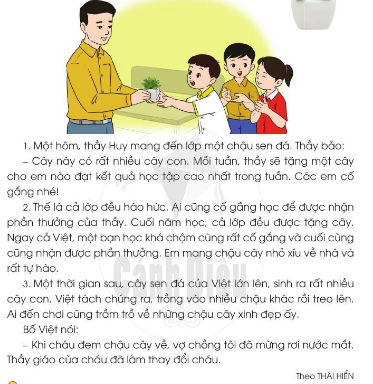 1. Một hôm, thầy Huy mang đến lớp một chậu sen đá. Thầy bảo:
– Cây này có rất nhiều cây con. Mỗi tuần, thầy sẽ tặng một cây
cho em nào đạt kết quả học tập cao nhất trong tuần. Các em cố
gắng nhé!
2. Thế là cả lớp đều háo hức. Ai cũng cố gắng học để được nhận
phần thưởng của thầy. Cuối năm học, cả lớp đều được tặng cây.
Ngay cả Việt, một bạn học khá chậm cũng rất cố gắng và cuối cùng
cũng nhận được phần thưởng. Em mang chậu cây nhỏ xíu về nhà và
rất tự hào.
3. Một thời gian sau, cây sen đá của Việt lớn lên, sinh ra rất nhiều
cây con. Việt tách chúng ra, trồng vào nhiều chậu khác rồi treo lên.
Ai đến chơi cũng trầm trồ về những chậu cây xinh đẹp ấy.
Bố Việt nói:
– Khi cháu đem chậu cây về, vợ chồng tôi đã mừng rơi nước mắt.
Thầy giáo của cháu đã làm thay đổi cháu.
Theo THÁI HIỀN
Cánh Diều